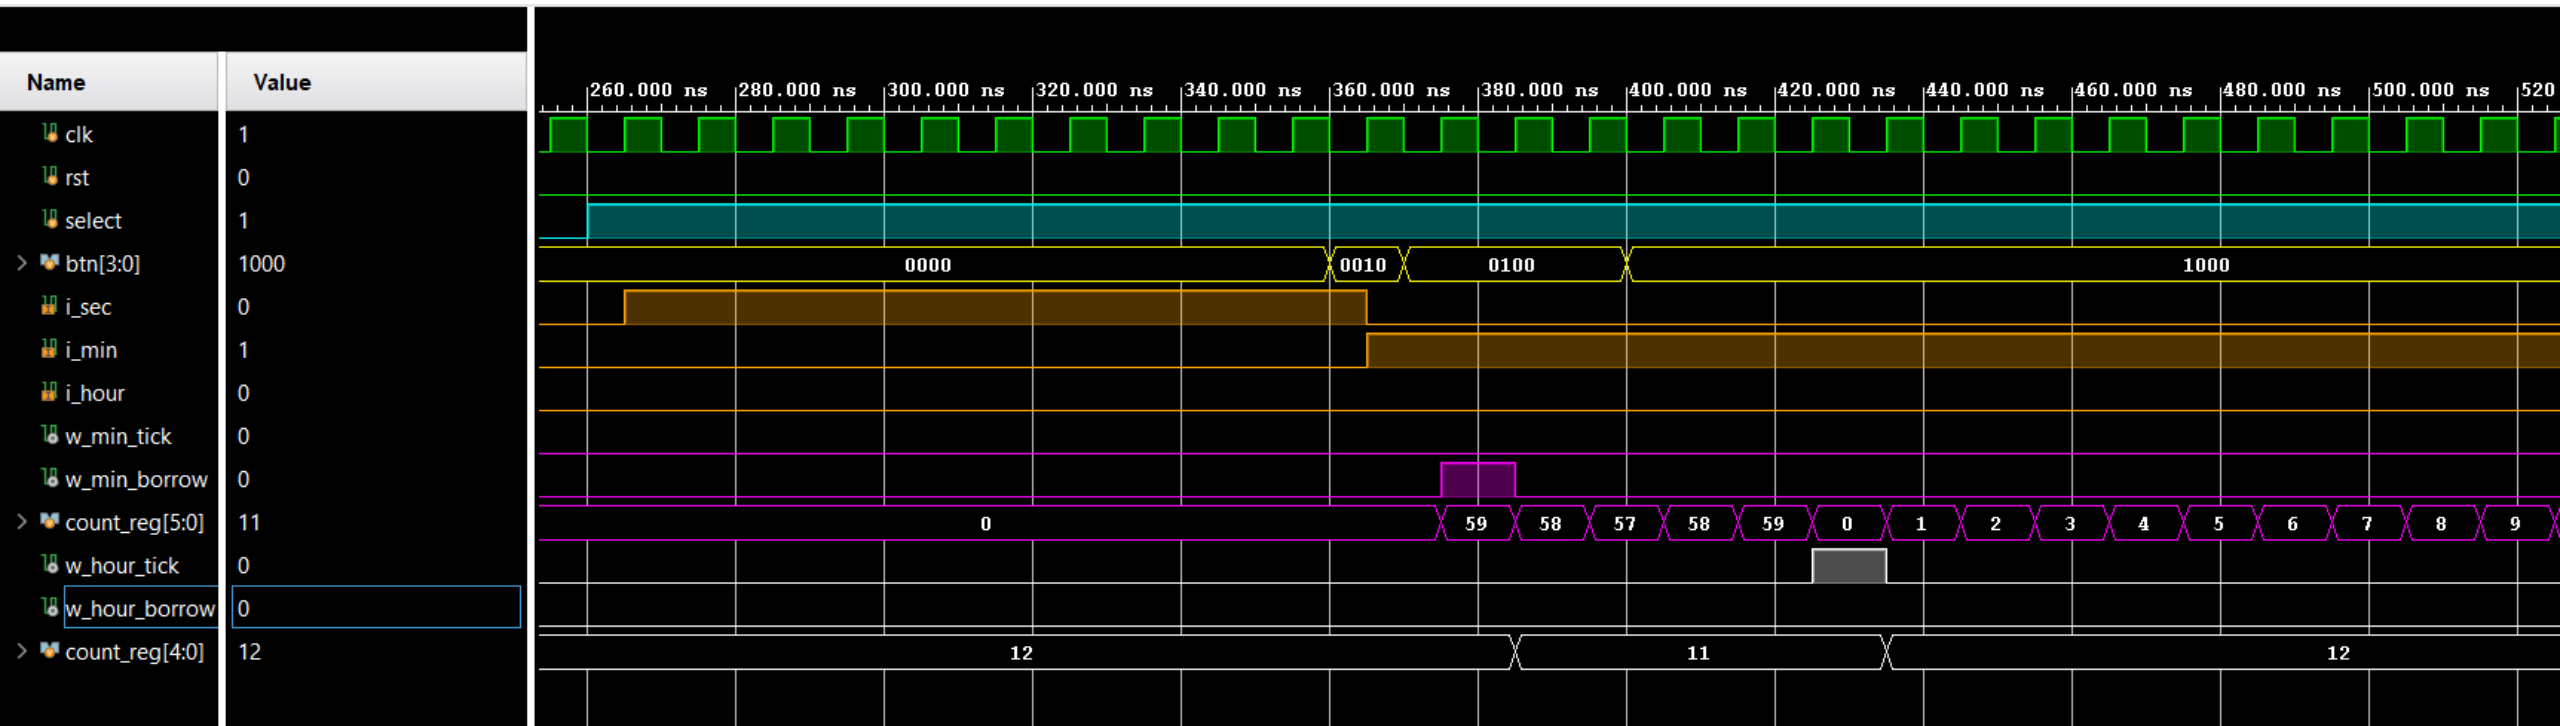 Name Value
260.000 ns 280.000 ns 300.000 ns 320.000 ns 340.000 ns 360.000 ns 380.000 ns 400.000 ns 420.000 ns 440.000 ns 460.000 ns 480.000 ns 500.000 ns 520
clk 1
rst 0
select 1
btn[3:0] 1000 0000 0010 0100 1000
i_sec 0
i_min 1
i_hour 0
w_min_tick 0
w_min_borrow 0
count_reg[5:0] 11 0 59 58 57 58 59 0 1 2 3 4 5 6 7 8 9
w_hour_tick 0
w_hour_borrow 0
count_reg[4:0] 12 12 11 12